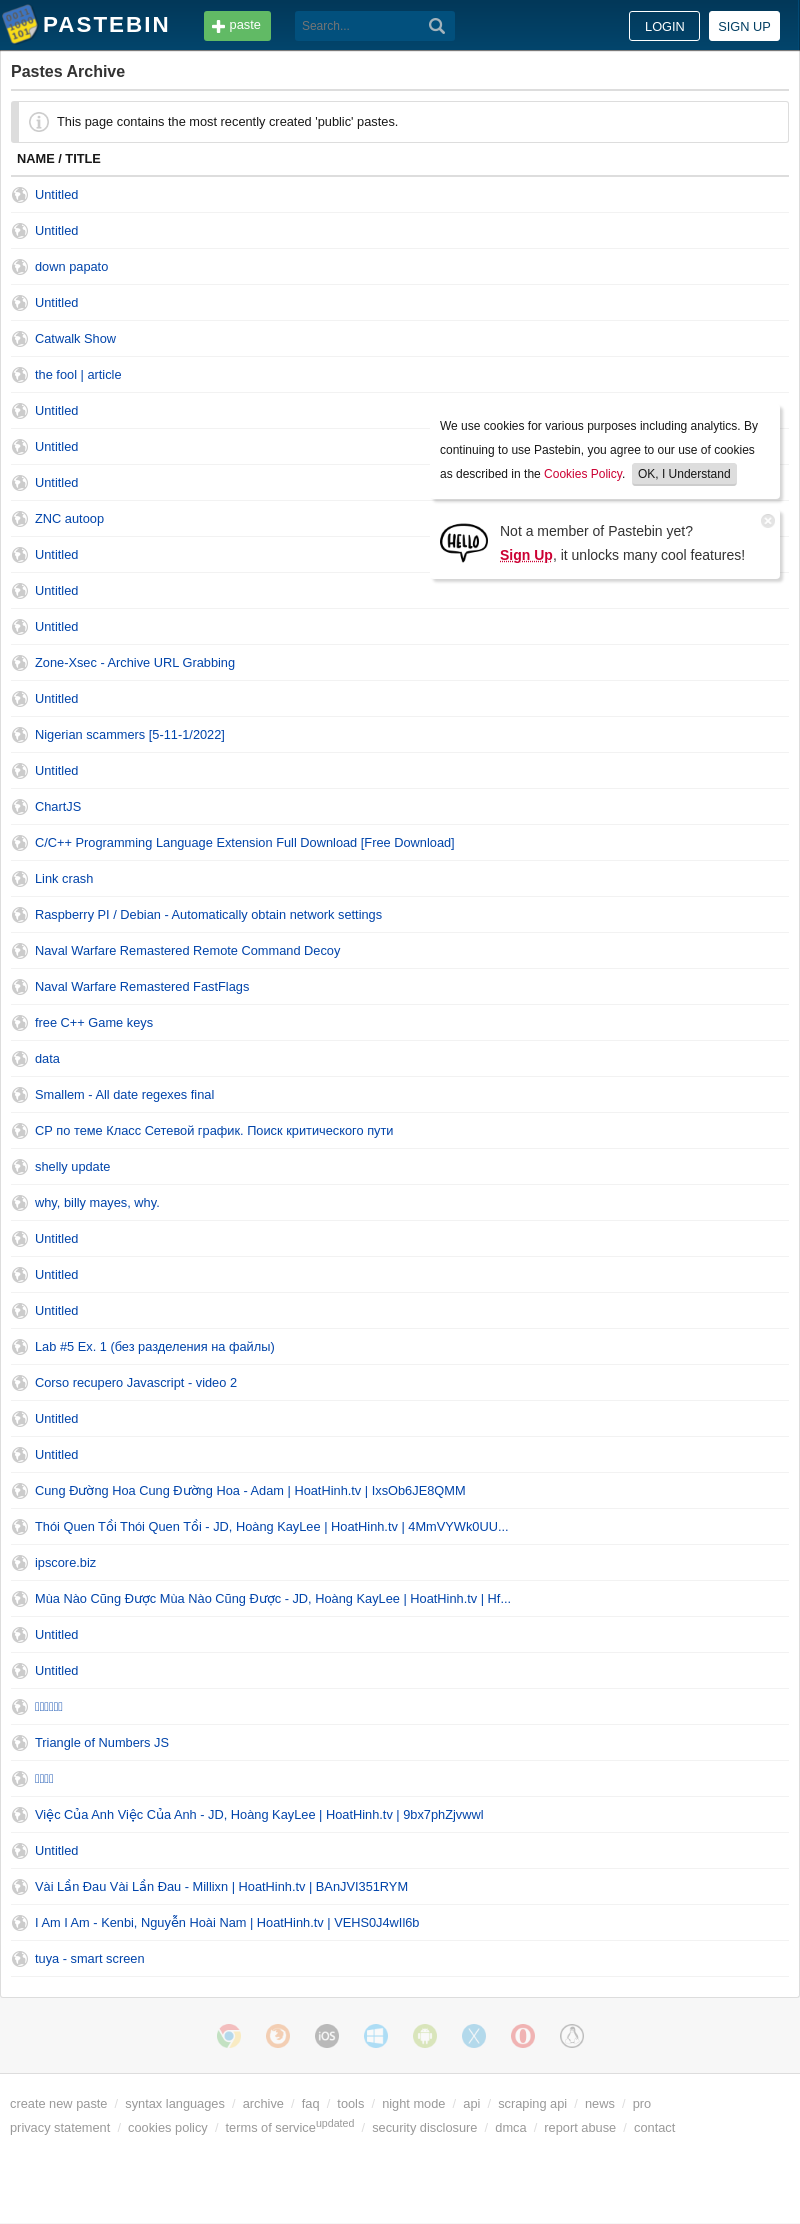 PASTEBIN
paste
Search...
LOGIN
SIGN UP
Pastes Archive
This page contains the most recently created 'public' pastes.
NAME / TITLE
Untitled
Untitled
down papato
Untitled
Catwalk Show
the fool | article
Untitled
Untitled
Untitled
ZNC autoop
Untitled
Untitled
Untitled
Zone-Xsec - Archive URL Grabbing
Untitled
Nigerian scammers [5-11-1/2022]
Untitled
ChartJS
C/C++ Programming Language Extension Full Download [Free Download]
Link crash
Raspberry PI / Debian - Automatically obtain network settings
Naval Warfare Remastered Remote Command Decoy
Naval Warfare Remastered FastFlags
free C++ Game keys
data
Smallem - All date regexes final
СР по теме Класс Сетевой график. Поиск критического пути
shelly update
why, billy mayes, why.
Untitled
Untitled
Untitled
Lab #5 Ex. 1 (без разделения на файлы)
Corso recupero Javascript - video 2
Untitled
Untitled
Cung Đường Hoa Cung Đường Hoa - Adam | HoatHinh.tv | IxsOb6JE8QMM
Thói Quen Tồi Thói Quen Tồi - JD, Hoàng KayLee | HoatHinh.tv | 4MmVYWk0UU...
ipscore.biz
Mùa Nào Cũng Được Mùa Nào Cũng Được - JD, Hoàng KayLee | HoatHinh.tv | Hf...
Untitled
Untitled
Triangle of Numbers JS
Việc Của Anh Việc Của Anh - JD, Hoàng KayLee | HoatHinh.tv | 9bx7phZjvwwl
Untitled
Vài Lần Đau Vài Lần Đau - Millixn | HoatHinh.tv | BAnJVI351RYM
I Am I Am - Kenbi, Nguyễn Hoài Nam | HoatHinh.tv | VEHS0J4wIl6b
tuya - smart screen
We use cookies for various purposes including analytics. By
continuing to use Pastebin, you agree to our use of cookies
as described in the Cookies Policy. OK, I Understand
HELLO
Not a member of Pastebin yet?
Sign Up, it unlocks many cool features!
iOS
create new paste / syntax languages / archive / faq / tools / night mode / api / scraping api / news / pro
privacy statement / cookies policy / terms of service updated / security disclosure / dmca / report abuse / contact